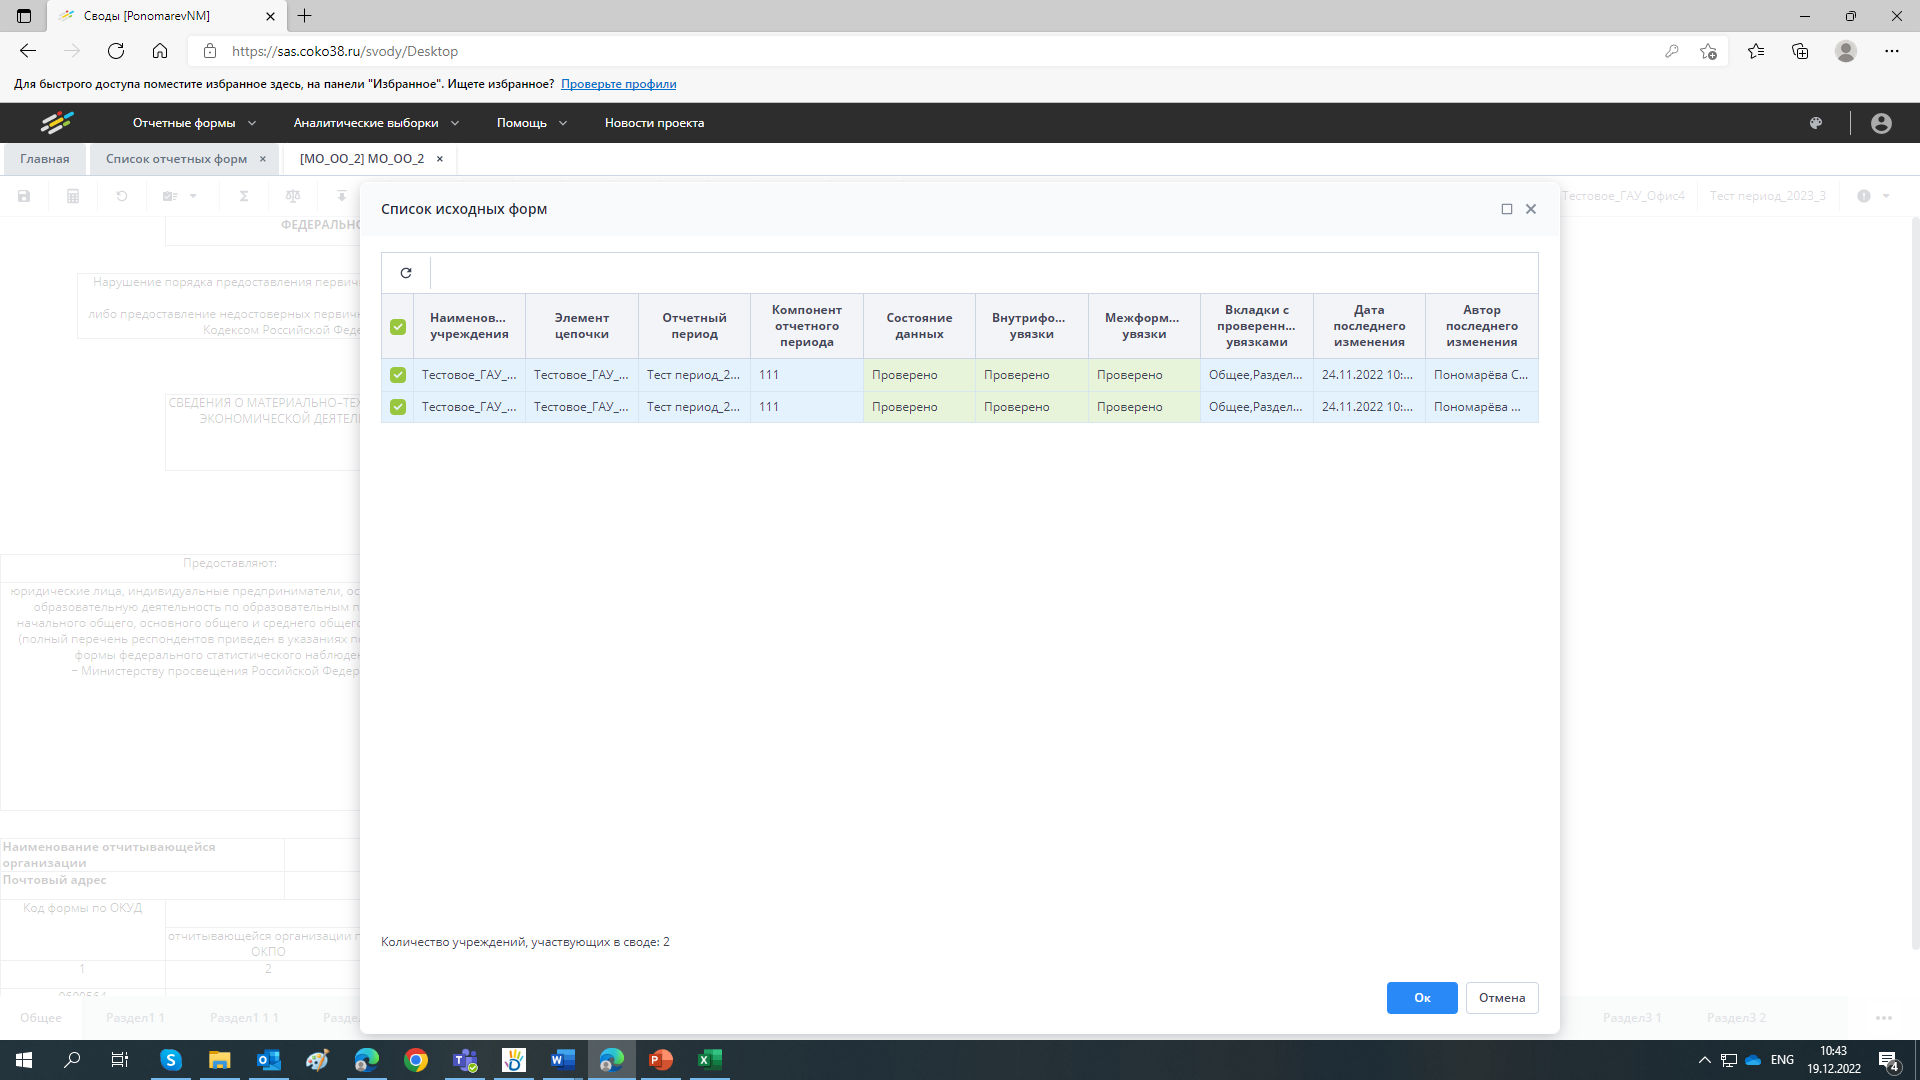 Своды [PonomarevNM]
https://sas.coko38.ru/svody/Desktop
Для быстрого доступа поместите избранное здесь, на панели "Избранное". Ищете избранное? Проверьте профили
Отчетные формы Аналитические выборки Помощь Новости проекта
Главная Список отчетных форм × [МО_ОО_2] МО_ОО_2 ×
Тестовое_ГАУ_Офис4 Тест период_2023_3
Список исходных форм
ФЕДЕРАЛЬНО
Нарушение порядка предоставления первич
либо предоставление недостоверных первич
Кодексом Российской Феде
СВЕДЕНИЯ О МАТЕРИАЛЬНО-ТЕХ
ЭКОНОМИЧЕСКОЙ ДЕЯТЕЛ
Предоставляют:
юридические лица, индивидуальные предприниматели, ос
образовательную деятельность по образовательным п
начального общего, основного общего и среднего общего
(полный перечень респондентов приведен в указаниях по
формы федерального статистического наблюде
– Министерству просвещения Российской Федер
Наименование отчитывающейся
организации
Почтовый адрес
Код формы по ОКУД
отчитывающейся организации п
ОКПО
1 2
Наименов... учреждения
Элемент цепочки
Отчетный период
Компонент отчетного периода
Состояние данных
Внутрифо... увязки
Межформ... увязки
Вкладки с проверенн... увязками
Дата последнего изменения
Автор последнего изменения
Тестовое_ГАУ_... Тестовое_ГАУ_... Тест период_2... 111 Проверено Проверено Проверено Общее,Раздел... 24.11.2022 10:... Пономарёва С...
Тестовое_ГАУ_... Тестовое_ГАУ_... Тест период_2... 111 Проверено Проверено Проверено Общее,Раздел... 24.11.2022 10:... Пономарёва ...
Количество учреждений, участвующих в своде: 2
Ок Отмена
Общее Раздел1 1 Раздел1 1 1 Разде Раздел3 1 Раздел3 2
ENG 10:43
19.12.2022
4